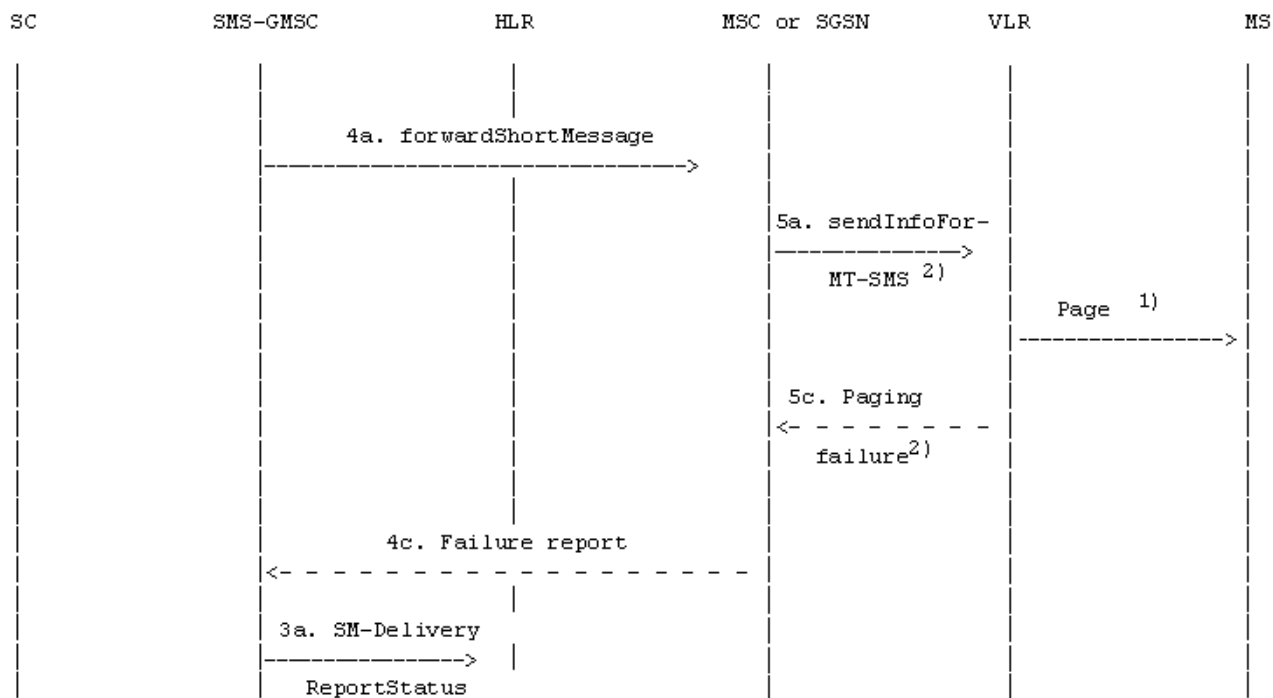 SC SMS-GMSC HLR MSC or SGSN VLR MS
4a. forwardShortMessage
5a. sendInfoFor-
MT-SMS 2)
Page 1)
5c. Paging
failure2)
4c. Failure report
3a. SM-Delivery
ReportStatus